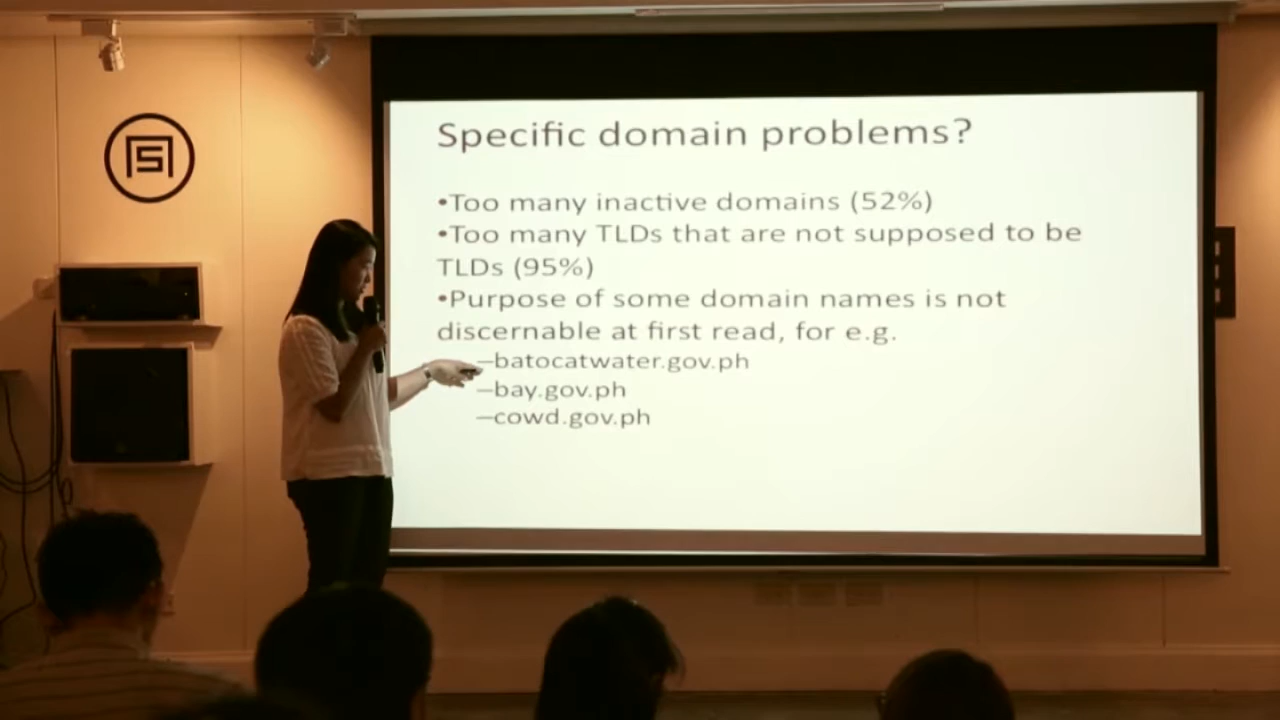 Specific domain problems?
•Too many inactive domains (52%)
•Too many TLDs that are not supposed to be
TLDs (95%)
•Purpose of some domain names is not
discernable at first read, for e.g.
–batocatwater.gov.ph
–bay.gov.ph
–cowd.gov.ph